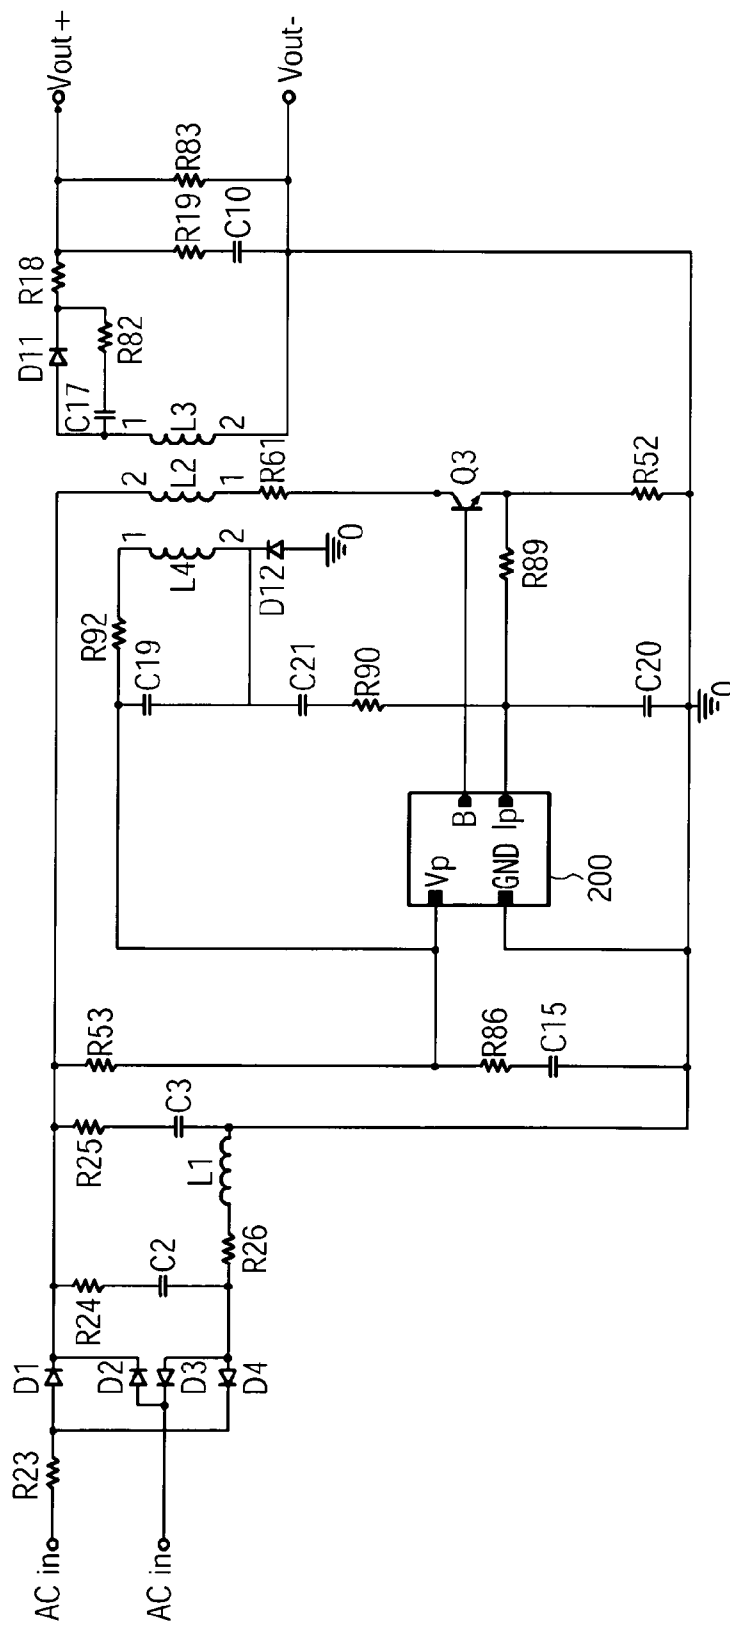 AC in
AC in
R23
D1
D2
D3
D4
R24
C2
R26
L1
R25
C3
R53
R86
C15
Vp
GND
B
Ip
200
R92
C19
C21
R90
C20
0
1
L4
2
D12
0
2
L2
1
R61
Q3
R89
R52
D11
C17
R82
1
L3
2
R18
R19
C10
R83
Vout+
Vout-